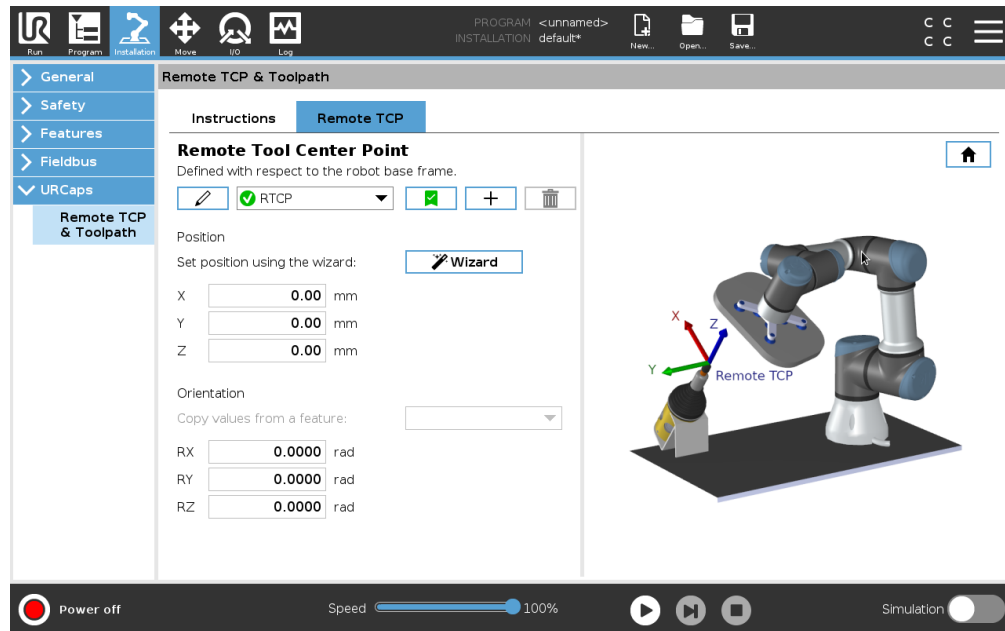 PROGRAM <unnamed>
INSTALLATION default*
Run Program Installation Move I/O Log New... Open... Save...
C C
C C
General
Safety
Features
Fieldbus
URCaps
Remote TCP
& Toolpath
Remote TCP & Toolpath
Instructions Remote TCP
Remote Tool Center Point
Defined with respect to the robot base frame.
RTCP
Position
Set position using the wizard: Wizard
X 0.00 mm
Y 0.00 mm
Z 0.00 mm
Orientation
Copy values from a feature:
RX 0.0000 rad
RY 0.0000 rad
RZ 0.0000 rad
X
Z
Y
Remote TCP
Power off Speed 100% Simulation